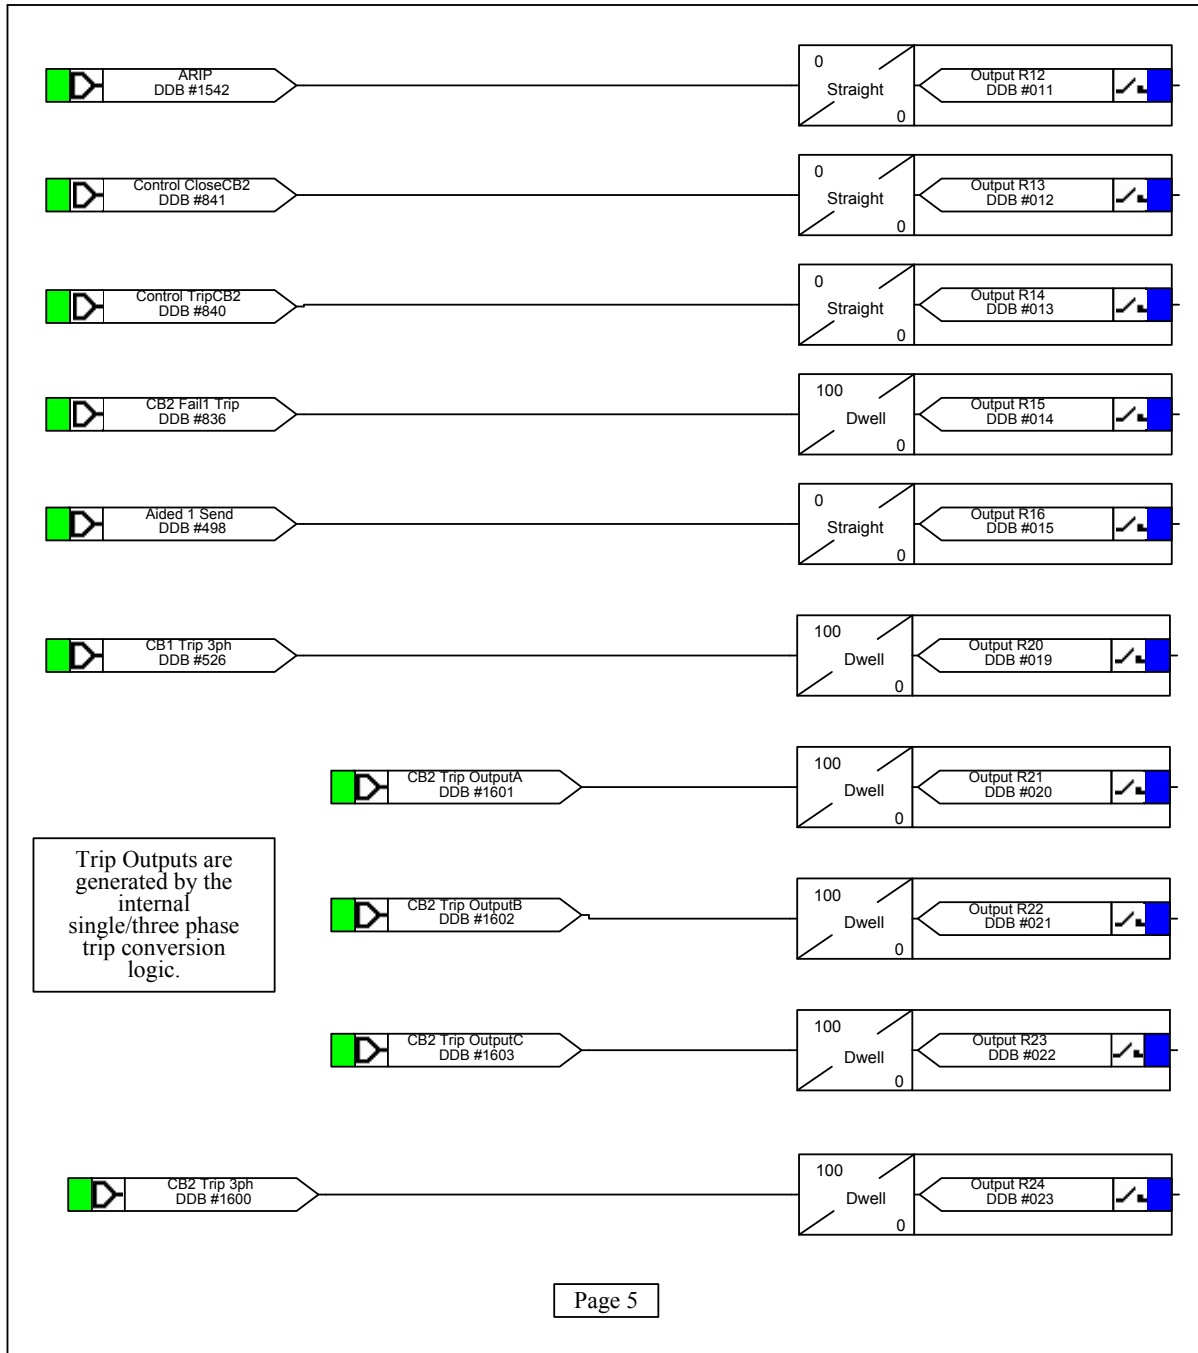 ARIP
DDB #1542
0
Straight
0
Output R12
DDB #011
Control CloseCB2
DDB #841
0
Straight
0
Output R13
DDB #012
Control TripCB2
DDB #840
0
Straight
0
Output R14
DDB #013
CB2 Fail1 Trip
DDB #836
100
Dwell
0
Output R15
DDB #014
Aided 1 Send
DDB #498
0
Straight
0
Output R16
DDB #015
CB1 Trip 3ph
DDB #526
100
Dwell
0
Output R20
DDB #019
CB2 Trip OutputA
DDB #1601
100
Dwell
0
Output R21
DDB #020
Trip Outputs are
generated by the
internal
single/three phase
trip conversion
logic.
CB2 Trip OutputB
DDB #1602
100
Dwell
0
Output R22
DDB #021
CB2 Trip OutputC
DDB #1603
100
Dwell
0
Output R23
DDB #022
CB2 Trip 3ph
DDB #1600
100
Dwell
0
Output R24
DDB #023
Page 5